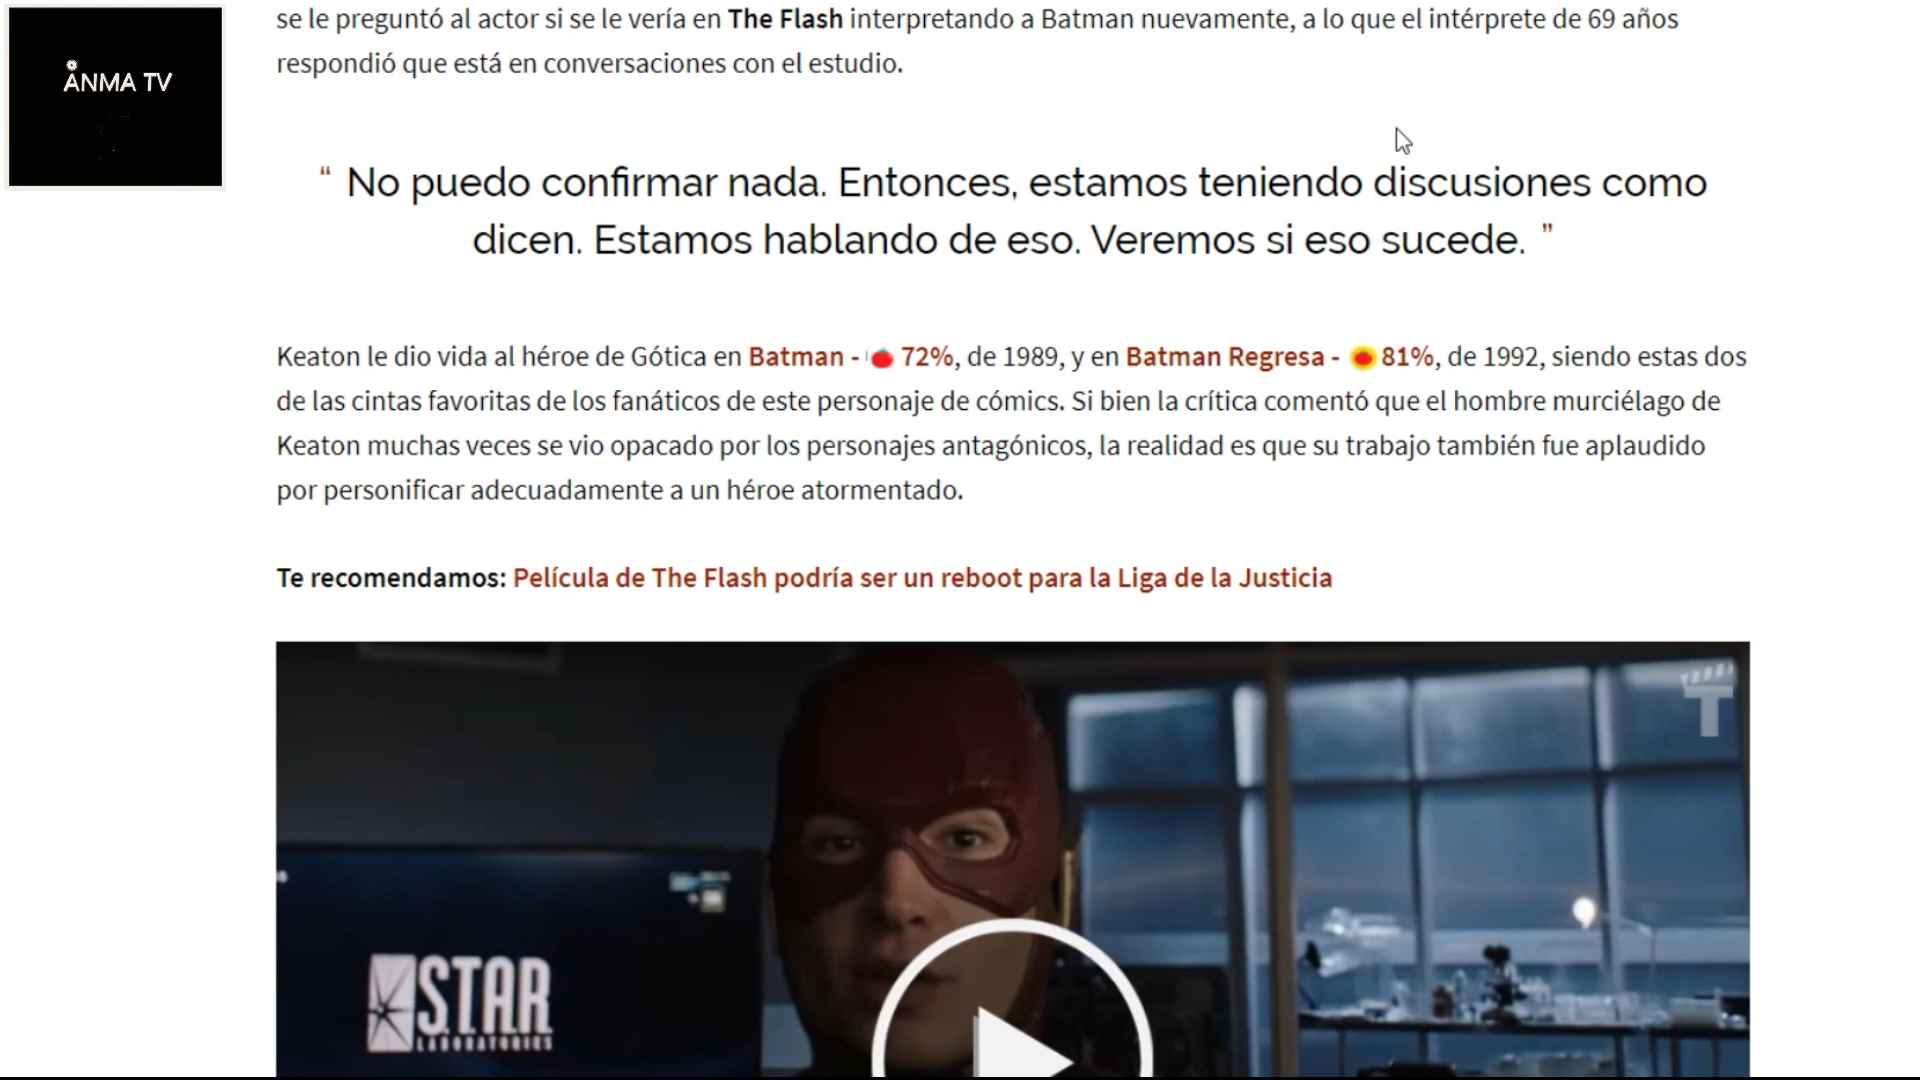 ANMA TV
se le preguntó al actor si se le vería en The Flash interpretando a Batman nuevamente, a lo que el intérprete de 69 años
respondió que está en conversaciones con el estudio.
“ No puedo confirmar nada. Entonces, estamos teniendo discusiones como
dicen. Estamos hablando de eso. Veremos si eso sucede. ”
Keaton le dio vida al héroe de Gótica en Batman - 72%, de 1989, y en Batman Regresa - 81%, de 1992, siendo estas dos
de las cintas favoritas de los fanáticos de este personaje de cómics. Si bien la crítica comentó que el hombre murciélago de
Keaton muchas veces se vio opacado por los personajes antagónicos, la realidad es que su trabajo también fue aplaudido
por personificar adecuadamente a un héroe atormentado.
Te recomendamos: Película de The Flash podría ser un reboot para la Liga de la Justicia
T
S.T.A.R.
LABORATORIES